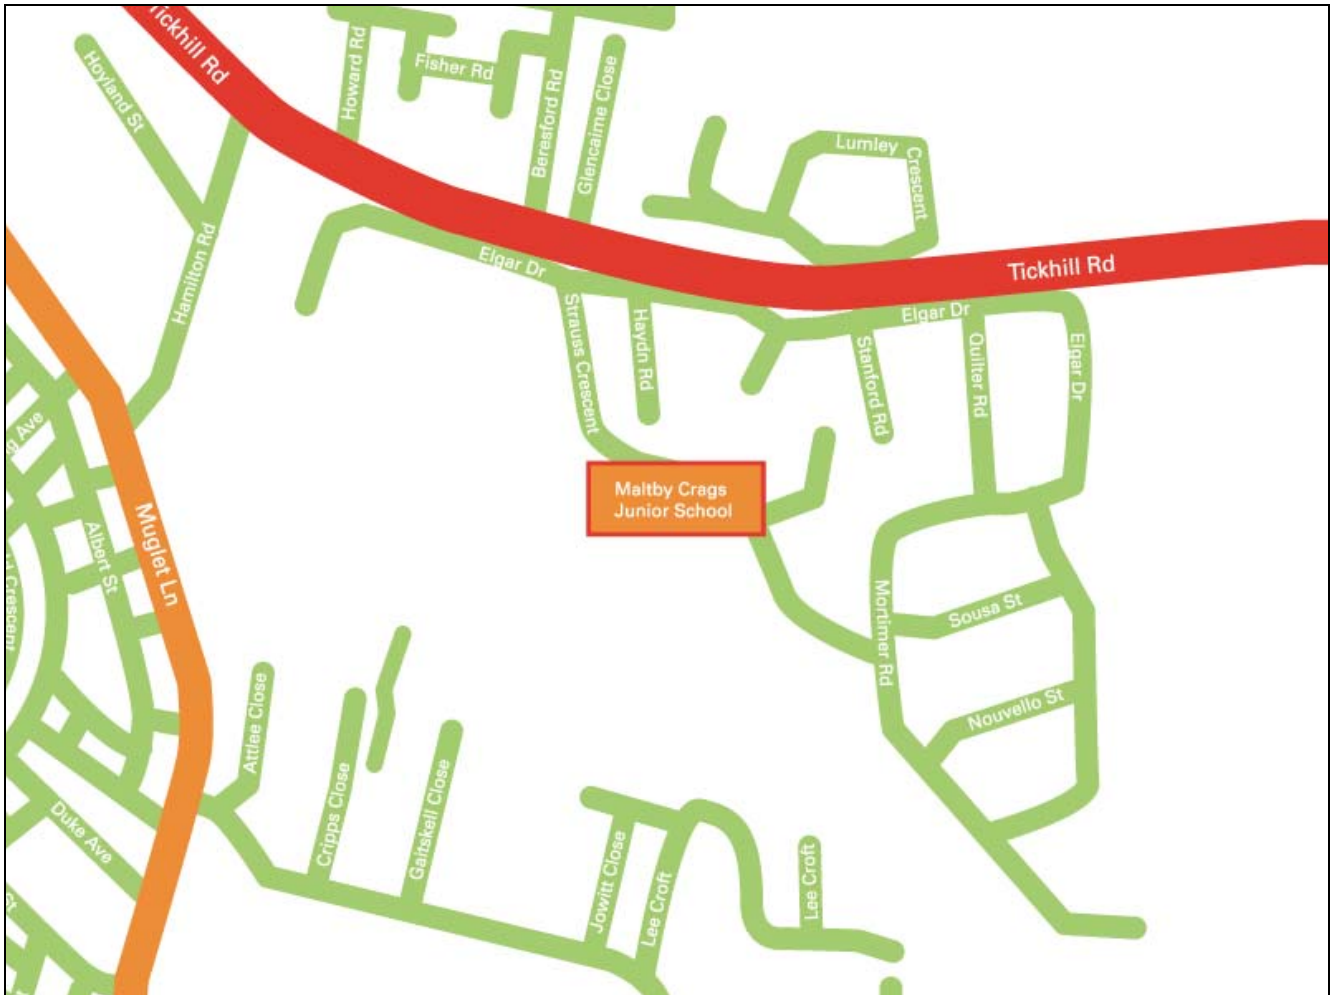 Tickhill Rd
Hoyland St
Howard Rd
Fisher Rd
Beresford Rd
Glencairne Close
Lumley
Crescent
Hamilton Rd
Elgar Dr
Tickhill Rd
Strauss Crescent
Haydn Rd
Elgar Dr
Stanford Rd
Quilter Rd
Elgar Dr
g Ave
Maltby Crags
Junior School
Muglet Ln
Albert St
Crescent
Mortimer Rd
Sousa St
Nouvello St
Attlee Close
Cripps Close
Gaitskell Close
Duke Ave
Jowitt Close
Lee Croft
Lee Croft
St